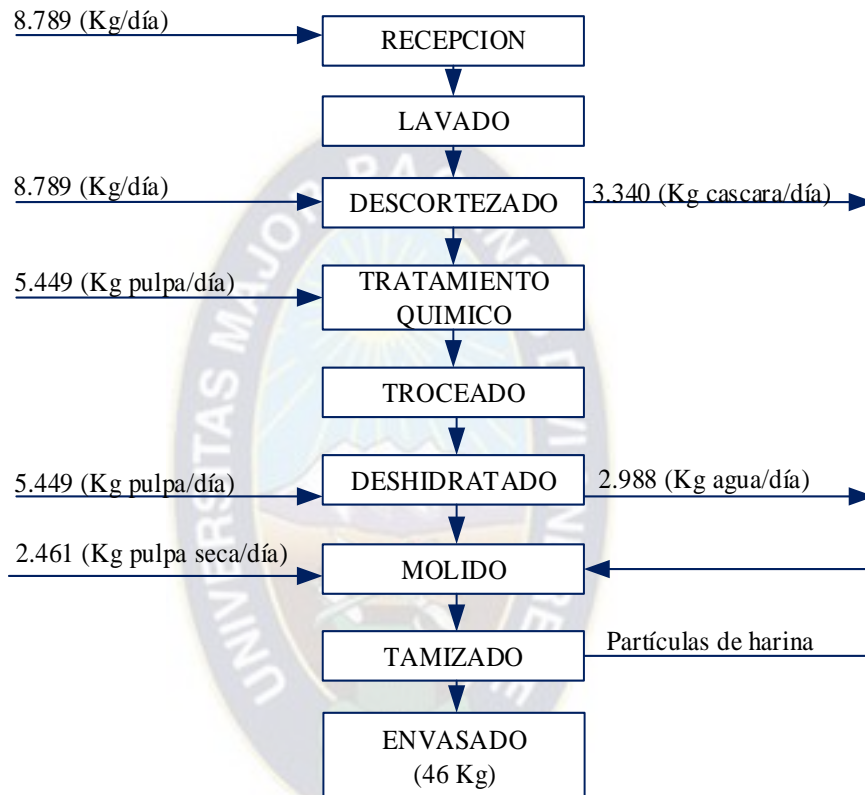 8.789 (Kg/día)
RECEPCION
LAVADO
8.789 (Kg/día)
DESCORTEZADO
3.340 (Kg cascara/día)
5.449 (Kg pulpa/día)
TRATAMIENTO
QUIMICO
TROCEADO
5.449 (Kg pulpa/día)
DESHIDRATADO
2.988 (Kg agua/día)
2.461 (Kg pulpa seca/día)
MOLIDO
TAMIZADO
Partículas de harina
ENVASADO
(46 Kg)
UNIVERSITAS MAJOR